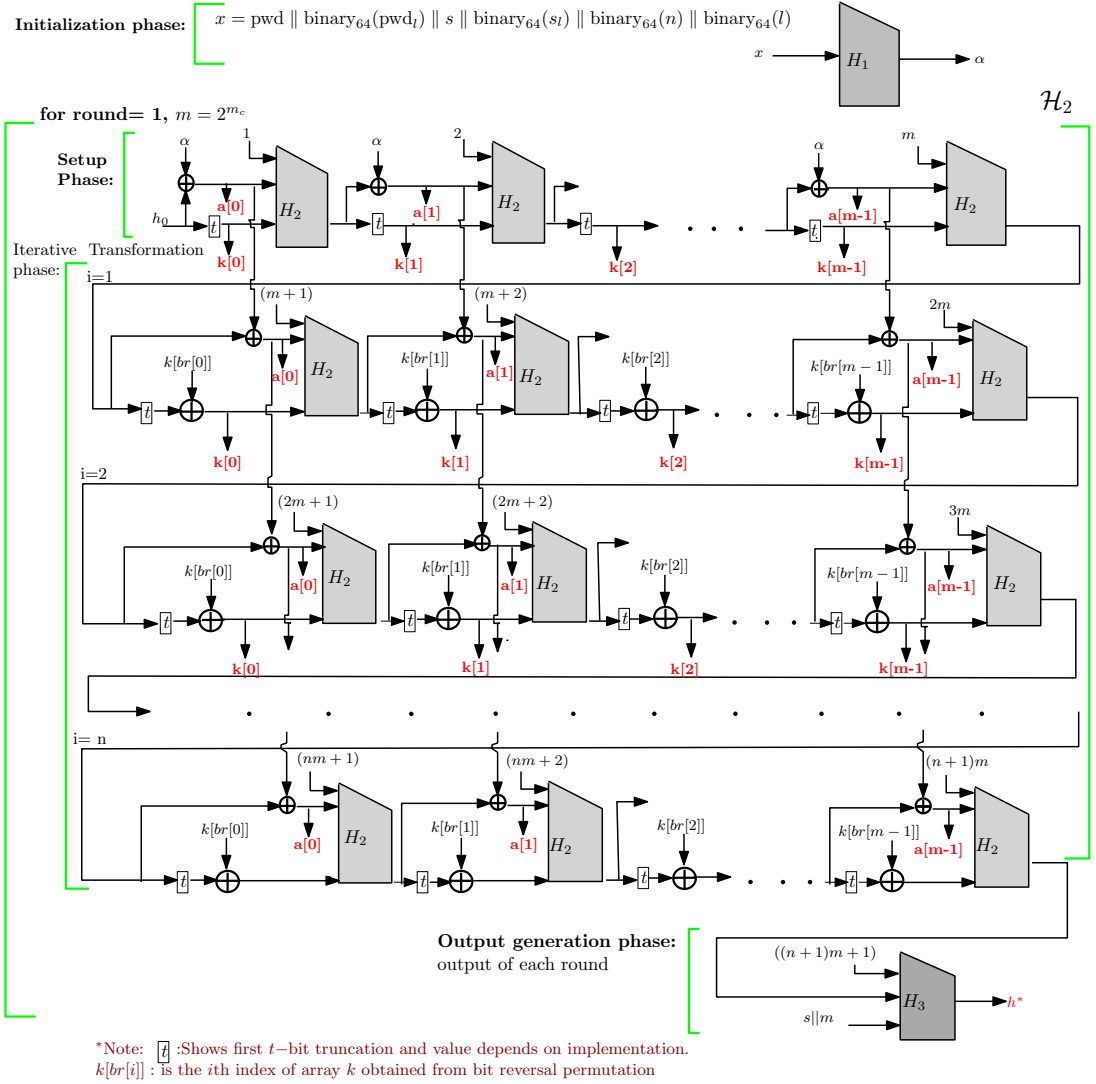 Initialization phase: x = pwd ∥ binary₆₄(pwdₗ) ∥ s ∥ binary₆₄(sₗ) ∥ binary₆₄(n) ∥ binary₆₄(l)
x H₁ α
for round= 1, m = 2^{m_c} ℋ₂
Setup Phase:
α 1 α 2 α m
h₀ t a[0] H₂ t a[1] H₂ t . . . t a[m-1] H₂
k[0] k[1] k[2] k[m-1]
Iterative Transformation
phase:
i=1
(m + 1) (m + 2) 2m
k[br[0]] a[0] H₂ k[br[1]] a[1] H₂ k[br[2]] k[br[m − 1]] a[m-1] H₂
t t t . . . t
k[0] k[1] k[2] k[m-1]
i=2
(2m + 1) (2m + 2) 3m
k[br[0]] a[0] H₂ k[br[1]] a[1] H₂ k[br[2]] k[br[m − 1]] a[m-1] H₂
t t t . . . . t
k[0] k[1] k[2] k[m-1]
. . . . . . . . . .
i= n
(nm + 1) (nm + 2) (n + 1)m
k[br[0]] a[0] H₂ k[br[1]] a[1] H₂ k[br[2]] k[br[m − 1]] a[m-1] H₂
t t t . . . . t
Output generation phase:
output of each round
((n + 1)m + 1)
H₃ h*
s||m
*Note: t :Shows first t−bit truncation and value depends on implementation.
k[br[i]] : is the ith index of array k obtained from bit reversal permutation